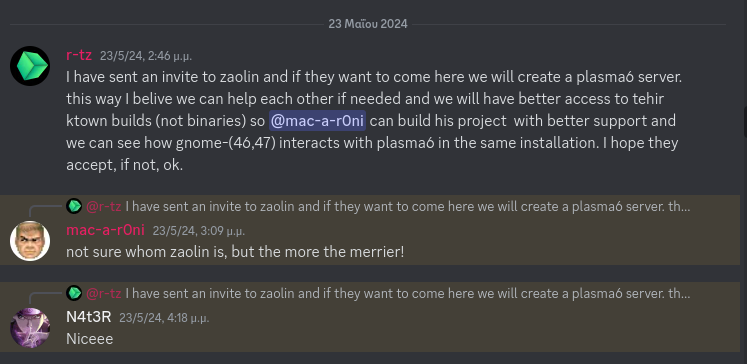 23 Μαΐου 2024
r-tz 23/5/24, 2:46 μ.μ.
I have sent an invite to zaolin and if they want to come here we will create a plasma6 server.
this way I belive we can help each other if needed and we will have better access to tehir
ktown builds (not binaries) so @mac-a-r0ni can build his project with better support and
we can see how gnome-(46,47) interacts with plasma6 in the same installation. I hope they
accept, if not, ok.
@r-tz I have sent an invite to zaolin and if they want to come here we will create a plasma6 server. th...
mac-a-r0ni 23/5/24, 3:09 μ.μ.
not sure whom zaolin is, but the more the merrier!
@r-tz I have sent an invite to zaolin and if they want to come here we will create a plasma6 server. th...
N4t3R 23/5/24, 4:18 μ.μ.
Niceee